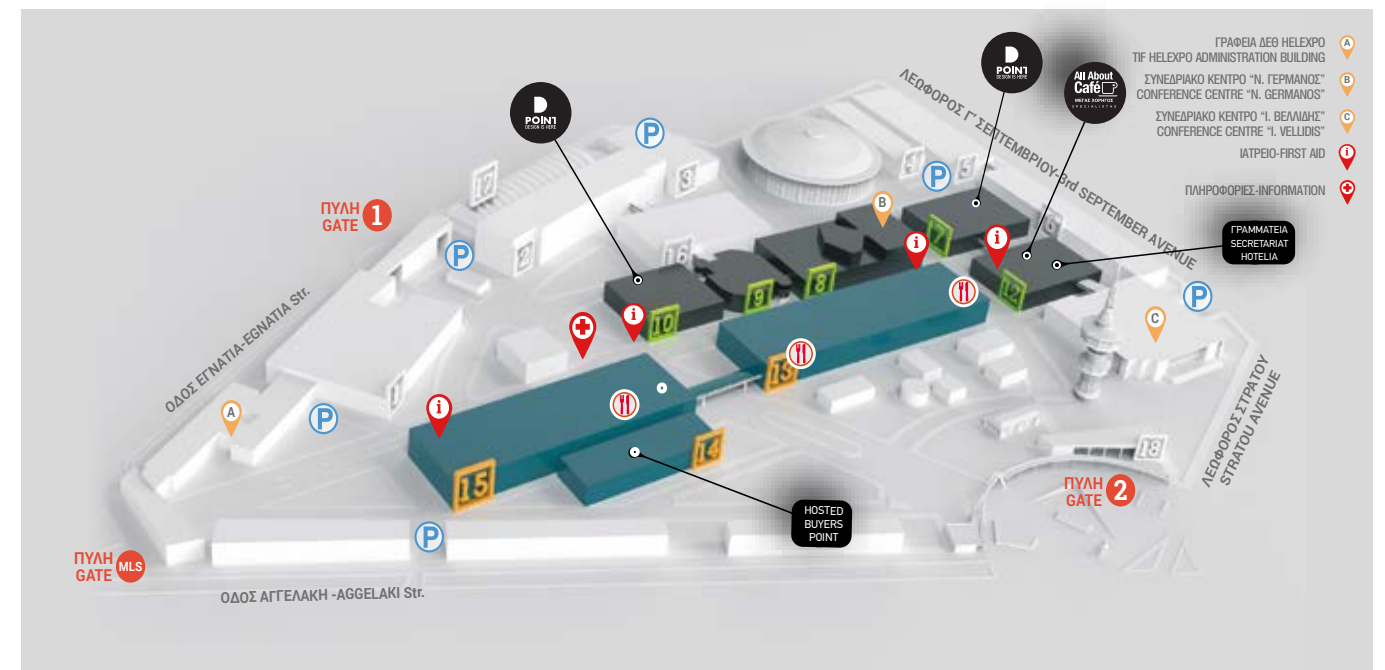 D
POINT
DESIGN IS HERE
D
POINT
DESIGN IS HERE
All About
Café
ΜΕΓΑΣ ΧΟΡΗΓΟΣ
SPECIALISTAS
ΓΡΑΦΕΙΑ ΔΕΘ HELEXPO
TIF HELEXPO ADMINISTRATION BUILDING
A
ΣΥΝΕΔΡΙΑΚΟ ΚΕΝΤΡΟ “Ν. ΓΕΡΜΑΝΟΣ”
CONFERENCE CENTRE “N. GERMANOS”
B
ΣΥΝΕΔΡΙΑΚΟ ΚΕΝΤΡΟ “Ι. ΒΕΛΛΙΔΗΣ”
CONFERENCE CENTRE “I. VELLIDIS”
C
ΙΑΤΡΕΙΟ-FIRST AID
i
ΠΛΗΡΟΦΟΡΙΕΣ-INFORMATION
ΛΕΩΦΟΡΟΣ Γ' ΣΕΠΤΕΜΒΡΙΟΥ-3rd SEPTEMBER AVENUE
ΓΡΑΜΜΑΤΕΙΑ
SECRETARIAT
HOTELIA
ΠΥΛΗ
GATE 1
P
P
P
P
P
P
3
2
16
5
B
7
i
i
8
9
10
12
i
13
C
A
1
i
15
14
18
ΟΔΟΣ ΕΓΝΑΤΙΑ-EGNATIA Str.
ΛΕΩΦΟΡΟΣ ΣΤΡΑΤΟΥ
STRATOU AVENUE
ΠΥΛΗ
GATE 2
HOSTED
BUYERS
POINT
ΠΥΛΗ
GATE MLS
ΟΔΟΣ ΑΓΓΕΛΑΚΗ -AGGELAKI Str.